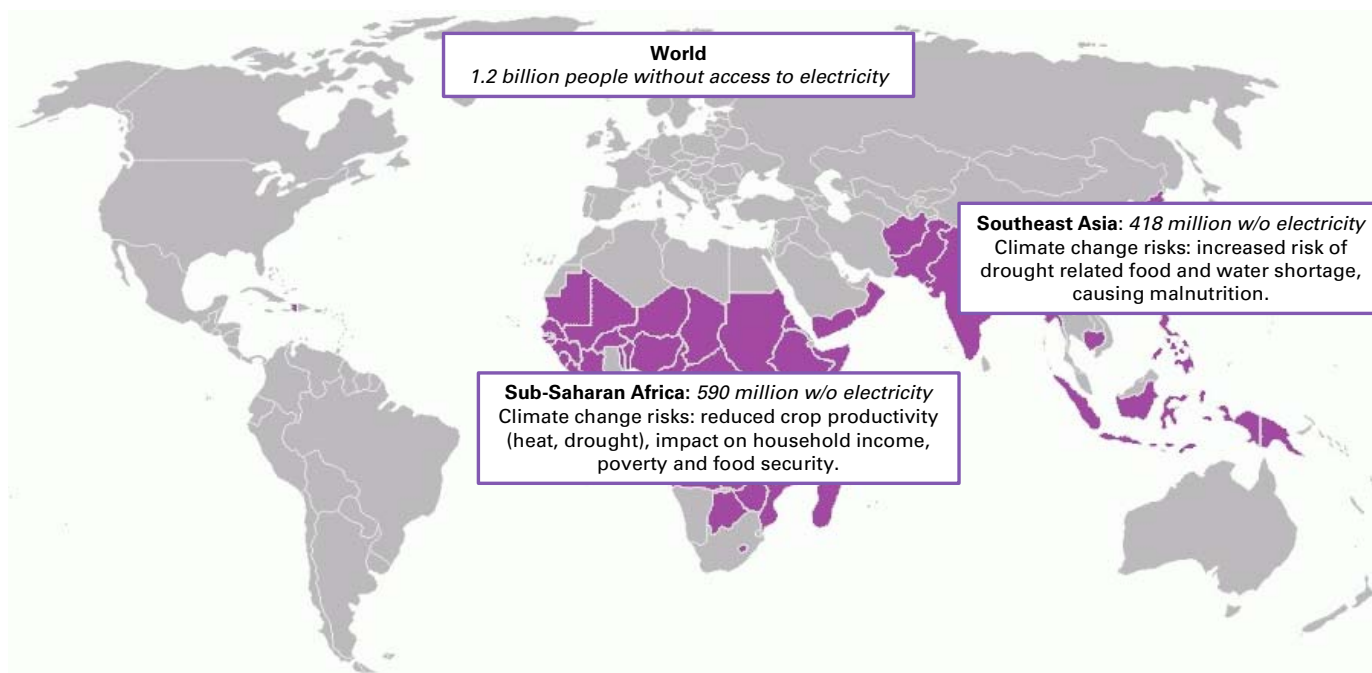 World
1.2 billion people without access to electricity
Southeast Asia: 418 million w/o electricity
Climate change risks: increased risk of
drought related food and water shortage,
causing malnutrition.
Sub-Saharan Africa: 590 million w/o electricity
Climate change risks: reduced crop productivity
(heat, drought), impact on household income,
poverty and food security.